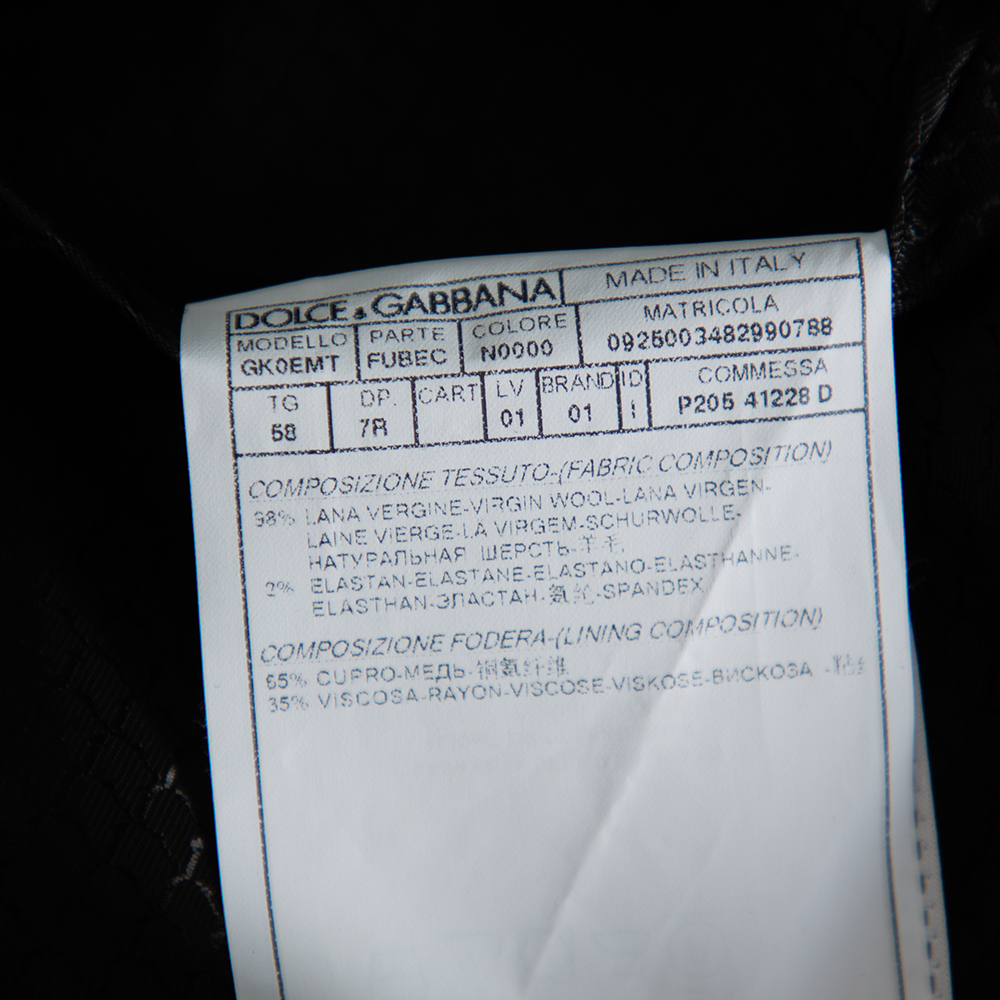 DOLCE & GABBANA MADE IN ITALY
MODELLO PARTE COLORE MATRICOLA
GK0EMT FUBEC N0000 0925003482990788
TG DP. CART LV BRAND ID COMMESSA
58 7R 01 01 I P205 41228 D
COMPOSIZIONE TESSUTO-(FABRIC COMPOSITION)
98% LANA VERGINE-VIRGIN WOOL-LANA VIRGEN-
LAINE VIERGE-LA VIRGEM-SCHURWOLLE-
НАТУРАЛЬНАЯ ШЕРСТЬ-羊毛
2% ELASTAN-ELASTANE-ELASTANO-ELASTHANNE-
ELASTHAN-ЭЛАСТАН-氨纶-SPANDEX
COMPOSIZIONE FODERA-(LINING COMPOSITION)
65% CUPRO-МЕДЬ-铜氨纤维
35% VISCOSA-RAYON-VISCOSE-VISKOSE-ВИСКОЗА -粘纤